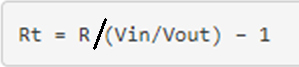 Rt = R/(Vin/Vout) - 1